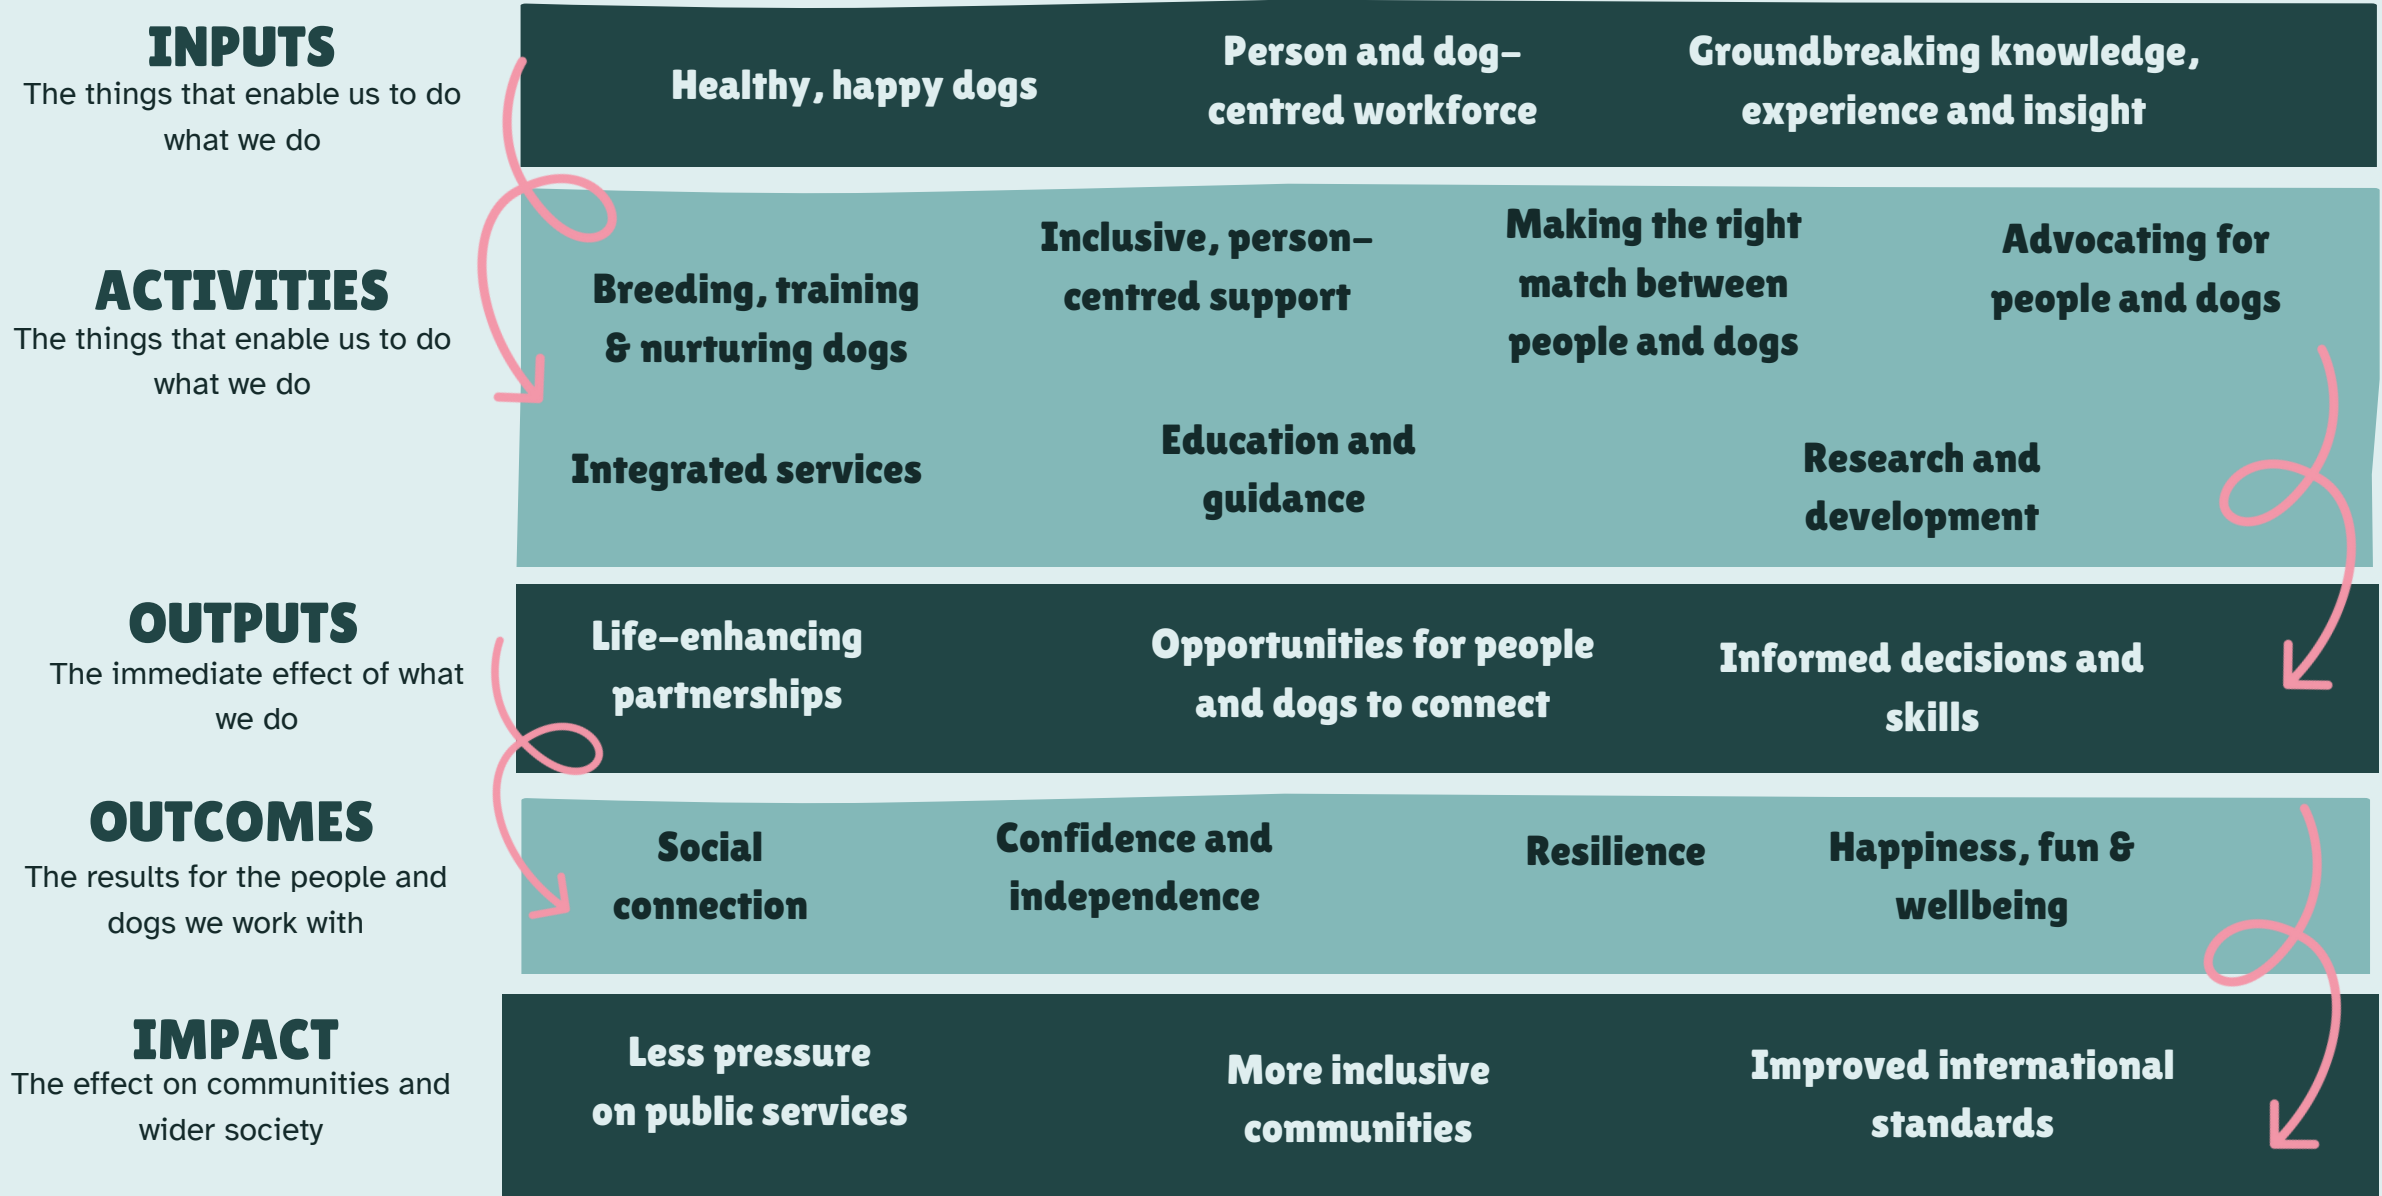 INPUTS
The things that enable us to do
what we do
Healthy, happy dogs
Person and dog-
centred workforce
Groundbreaking knowledge,
experience and insight
ACTIVITIES
The things that enable us to do
what we do
Breeding, training
& nurturing dogs
Inclusive, person-
centred support
Making the right
match between
people and dogs
Advocating for
people and dogs
Integrated services
Education and
guidance
Research and
development
OUTPUTS
The immediate effect of what
we do
Life-enhancing
partnerships
Opportunities for people
and dogs to connect
Informed decisions and
skills
OUTCOMES
The results for the people and
dogs we work with
Social
connection
Confidence and
independence
Resilience
Happiness, fun &
wellbeing
IMPACT
The effect on communities and
wider society
Less pressure
on public services
More inclusive
communities
Improved international
standards